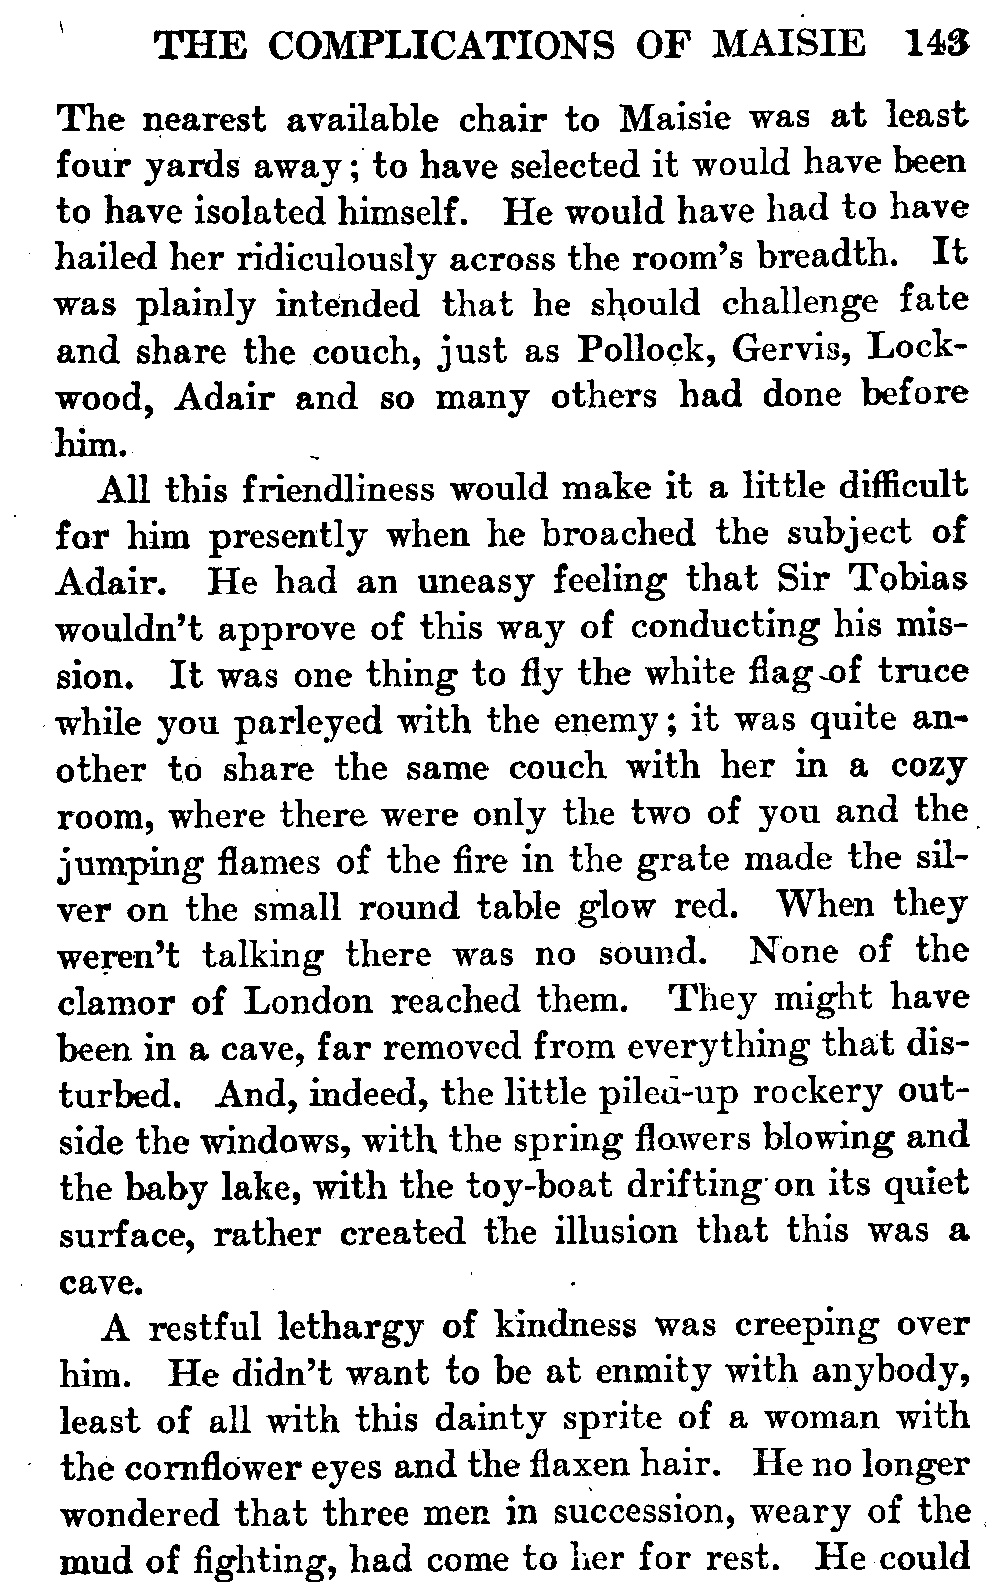 THE COMPLICATIONS OF MAISIE 143
The nearest available chair to Maisie was at least
four yards away; to have selected it would have been
to have isolated himself. He would have had to have
hailed her ridiculously across the room's breadth. It
was plainly intended that he should challenge fate
and share the couch, just as Pollock, Gervis, Lock-
wood, Adair and so many others had done before
him.
All this friendliness would make it a little difficult
for him presently when he broached the subject of
Adair. He had an uneasy feeling that Sir Tobias
wouldn't approve of this way of conducting his mis-
sion. It was one thing to fly the white flag of truce
while you parleyed with the enemy; it was quite an-
other to share the same couch with her in a cozy
room, where there were only the two of you and the
jumping flames of the fire in the grate made the sil-
ver on the small round table glow red. When they
weren't talking there was no sound. None of the
clamor of London reached them. They might have
been in a cave, far removed from everything that dis-
turbed. And, indeed, the little piled-up rockery out-
side the windows, with the spring flowers blowing and
the baby lake, with the toy-boat drifting on its quiet
surface, rather created the illusion that this was a
cave.
A restful lethargy of kindness was creeping over
him. He didn't want to be at enmity with anybody,
least of all with this dainty sprite of a woman with
the cornflower eyes and the flaxen hair. He no longer
wondered that three men in succession, weary of the
mud of fighting, had come to her for rest. He could